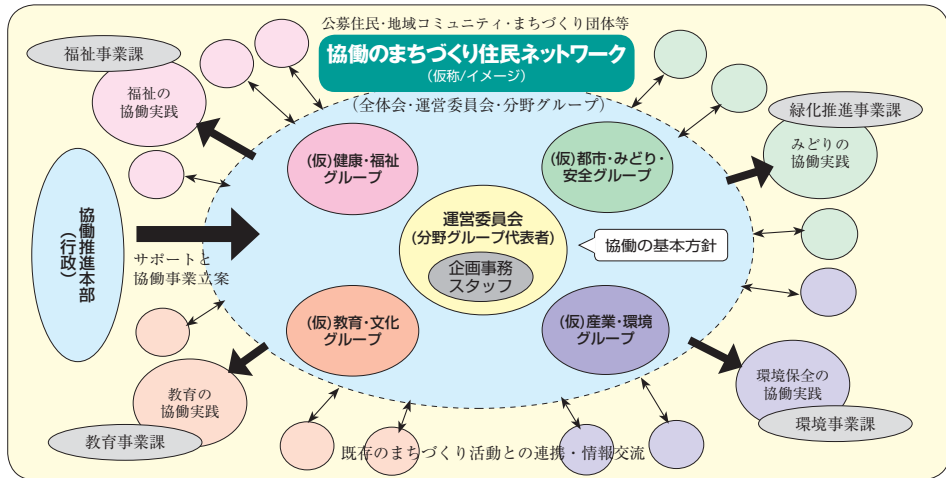 公募住民・地域コミュニティ・まちづくり団体等
協働のまちづくり住民ネットワーク
(仮称/イメージ)
(全体会・運営委員会・分野グループ)
福祉事業課
福祉の
協働実践
緑化推進事業課
みどりの
協働実践
(仮)健康・福祉
グループ
(仮)都市・みどり・
安全グループ
協働推進本部
(行政)
サポートと
協働事業立案
運営委員会
(分野グループ代表者)
企画事務
スタッフ
協働の基本方針
(仮)教育・文化
グループ
(仮)産業・環境
グループ
教育の
協働実践
教育事業課
環境保全の
協働実践
環境事業課
既存のまちづくり活動との連携・情報交流